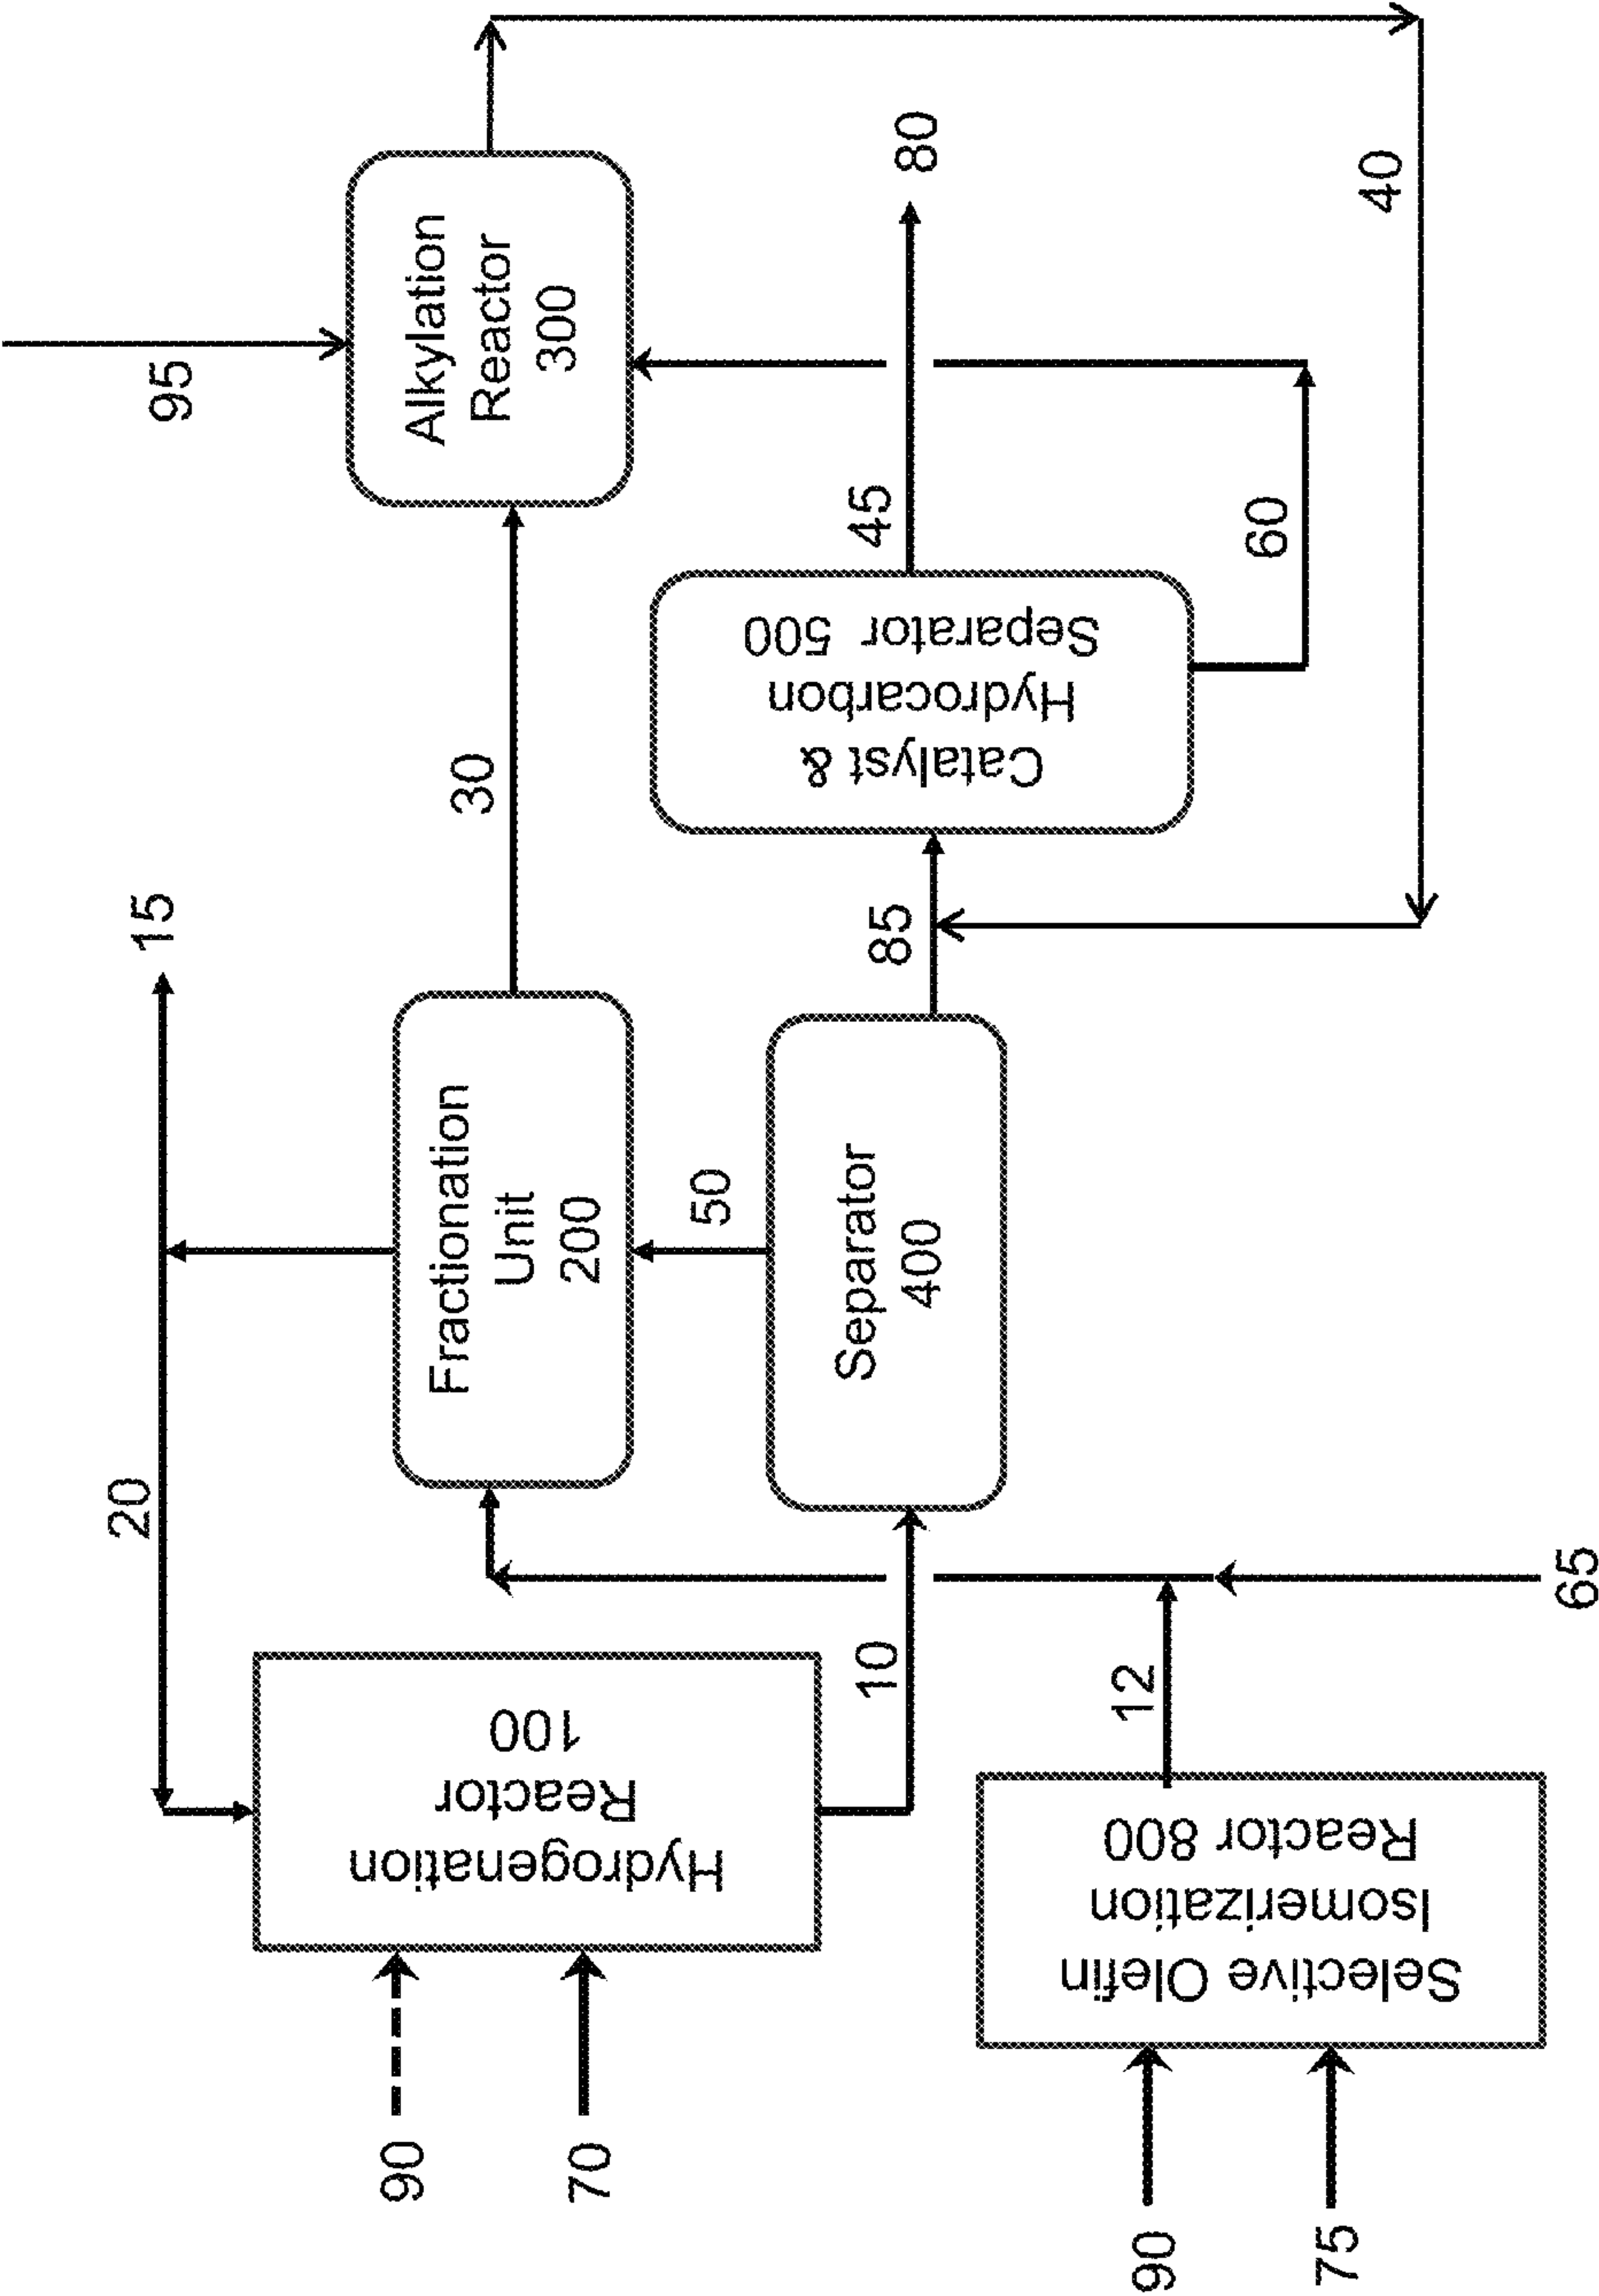 95
Alkylation
Reactor
300
80
40
45
60
30
Catalyst &
Hydrocarbon
Separator 500
15
85
Fractionation
Unit
200
50
Separator
400
20
Hydrogenation
Reactor
100
10
12
65
Selective Olefin
Isomerization
Reactor 800
90
70
90
75